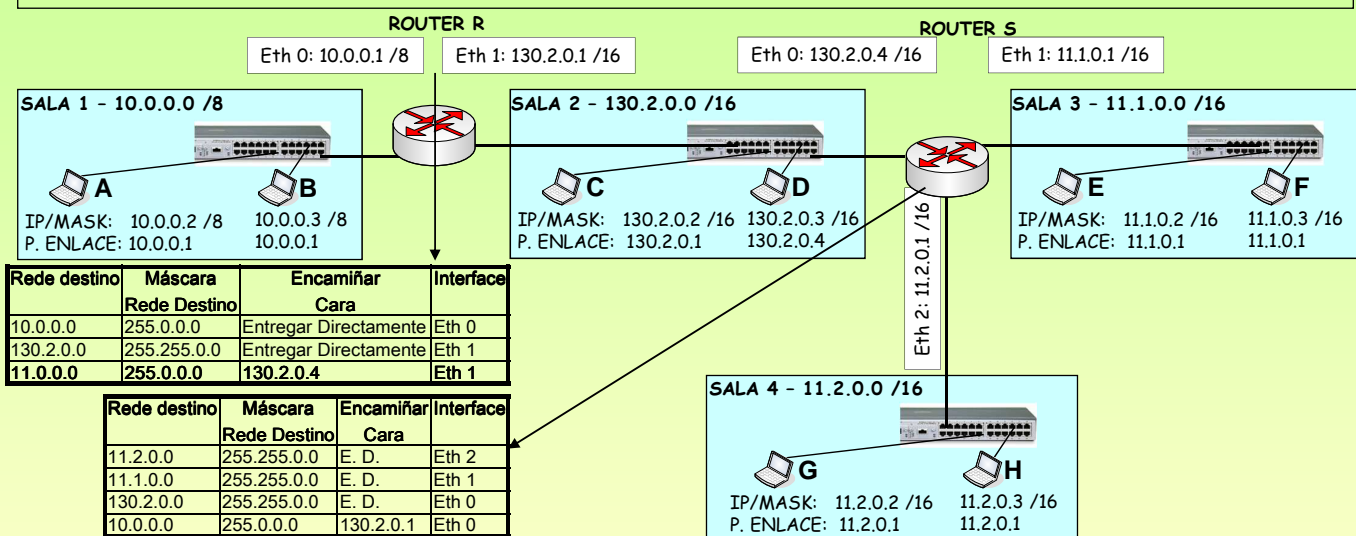 ROUTER R
ROUTER S
Eth 0: 10.0.0.1 /8
Eth 1: 130.2.0.1 /16
Eth 0: 130.2.0.4 /16
Eth 1: 11.1.0.1 /16
SALA 1 - 10.0.0.0 /8
A
B
IP/MASK: 10.0.0.2 /8 10.0.0.3 /8
P. ENLACE: 10.0.0.1 10.0.0.1
SALA 2 - 130.2.0.0 /16
C
D
IP/MASK: 130.2.0.2 /16 130.2.0.3 /16
P. ENLACE: 130.2.0.1 130.2.0.4
SALA 3 - 11.1.0.0 /16
E
F
IP/MASK: 11.1.0.2 /16 11.1.0.3 /16
P. ENLACE: 11.1.0.1 11.1.0.1
Eth 2: 11.2.0.1 /16
Rede destino Máscara Encamiñar Interface
Rede Destino Cara
10.0.0.0 255.0.0.0 Entregar Directamente Eth 0
130.2.0.0 255.255.0.0 Entregar Directamente Eth 1
11.0.0.0 255.0.0.0 130.2.0.4 Eth 1
Rede destino Máscara Encamiñar Interface
Rede Destino Cara
11.2.0.0 255.255.0.0 E. D. Eth 2
11.1.0.0 255.255.0.0 E. D. Eth 1
130.2.0.0 255.255.0.0 E. D. Eth 0
10.0.0.0 255.0.0.0 130.2.0.1 Eth 0
SALA 4 - 11.2.0.0 /16
G
H
IP/MASK: 11.2.0.2 /16 11.2.0.3 /16
P. ENLACE: 11.2.0.1 11.2.0.1